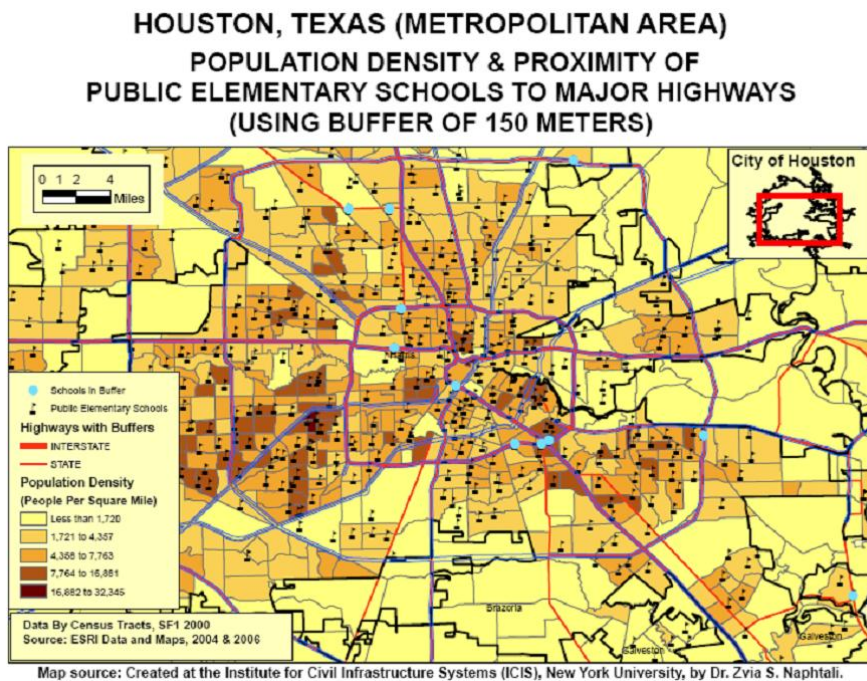 HOUSTON, TEXAS (METROPOLITAN AREA)
POPULATION DENSITY & PROXIMITY OF
PUBLIC ELEMENTARY SCHOOLS TO MAJOR HIGHWAYS
(USING BUFFER OF 150 METERS)
0 1 2 4
Miles
City of Houston
Schools in Buffer
Public Elementary Schools
Highways with Buffers
INTERSTATE
STATE
Population Density
(People Per Square Mile)
Less than 1,720
1,721 to 4,357
4,358 to 7,763
7,764 to 16,881
16,882 to 32,345
Data By Census Tracts, SF1 2000
Source: ESRI Data and Maps, 2004 & 2006
Brazoria
Galveston
Galveston
Map source: Created at the Institute for Civil Infrastructure Systems (ICIS), New York University, by Dr. Zvia S. Naphtali.